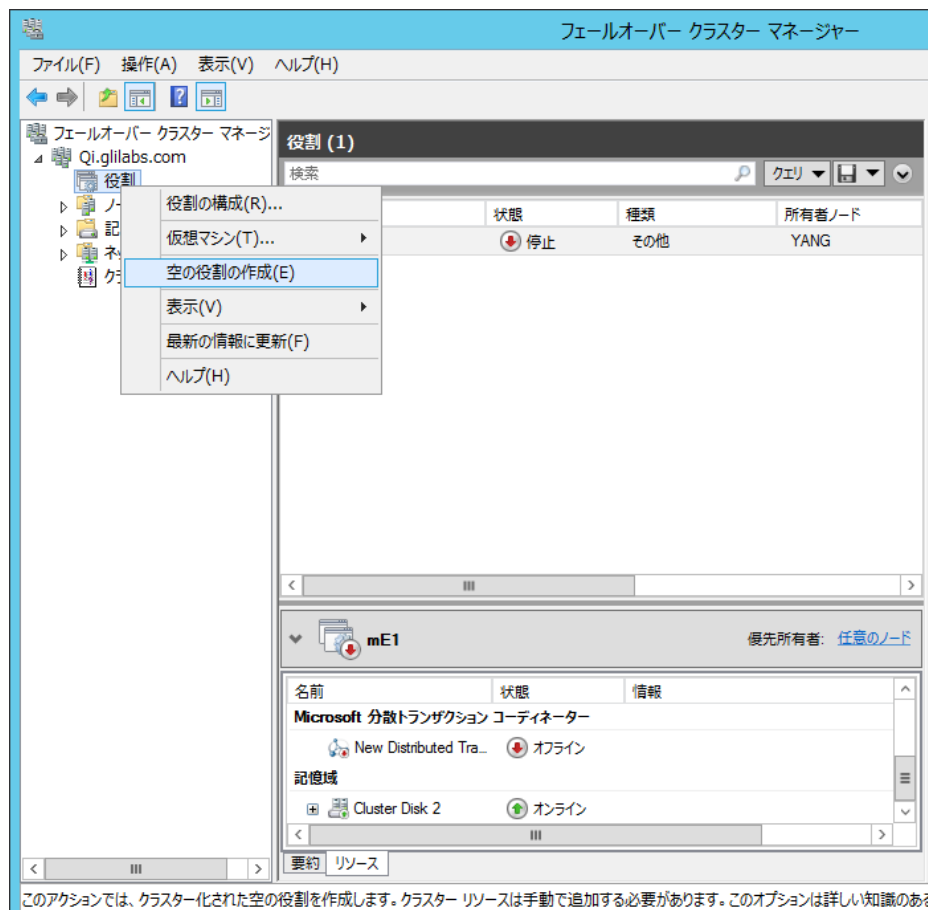 フェールオーバー クラスター マネージャー
ファイル(F) 操作(A) 表示(V) ヘルプ(H)
フェールオーバー クラスター マネージ
Qi.glilabs.com
役割
ノー
記
ネッ
ク
役割の構成(R)...
仮想マシン(T)...
空の役割の作成(E)
表示(V)
最新の情報に更新(F)
ヘルプ(H)
役割 (1)
検索 クエリ
状態 種類 所有者ノード
停止 その他 YANG
mE1 優先所有者: 任意のノード
名前 状態 情報
Microsoft 分散トランザクション コーディネーター
New Distributed Tra... オフライン
記憶域
Cluster Disk 2 オンライン
要約 リソース
このアクションでは、クラスター化された空の役割を作成します。クラスター リソースは手動で追加する必要があります。このオプションは詳しい知識のある